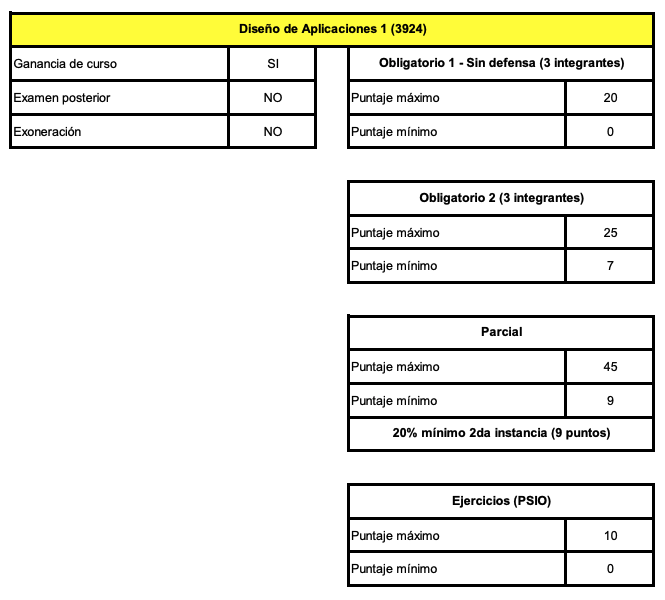 Diseño de Aplicaciones 1 (3924)
Ganancia de curso SI
Examen posterior NO
Exoneración NO
Obligatorio 1 - Sin defensa (3 integrantes)
Puntaje máximo 20
Puntaje mínimo 0
Obligatorio 2 (3 integrantes)
Puntaje máximo 25
Puntaje mínimo 7
Parcial
Puntaje máximo 45
Puntaje mínimo 9
20% mínimo 2da instancia (9 puntos)
Ejercicios (PSIO)
Puntaje máximo 10
Puntaje mínimo 0